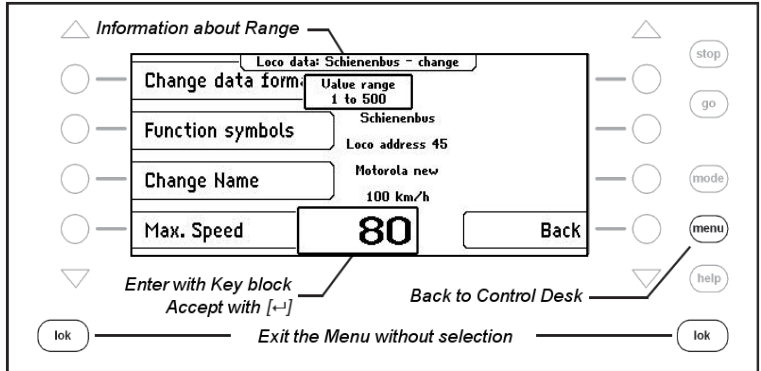 Information about Range
stop
Loco data: Schienenbus - change
Change data form
Value range
1 to 500
go
Schienenbus
Function symbols
Loco address 45
Motorola new
Change Name
mode
100 km/h
Max. Speed
80
Back
menu
Enter with Key block
Accept with [↵]
Back to Control Desk
help
lok
Exit the Menu without selection
lok